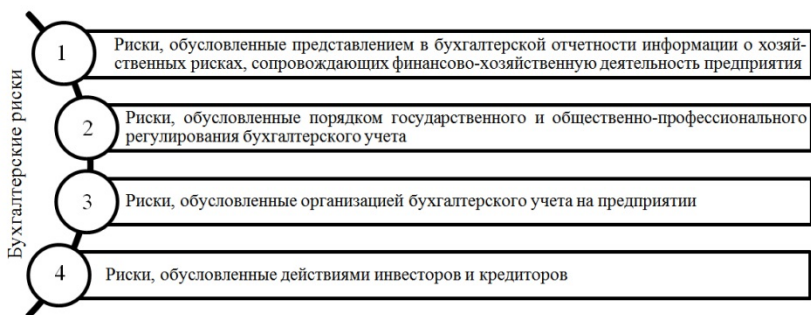 Бухгалтерские риски
1
Риски, обусловленные представлением в бухгалтерской отчетности информации о хозяй-
ственных рисках, сопровождающих финансово-хозяйственную деятельность предприятия
2
Риски, обусловленные порядком государственного и общественно-профессионального
регулирования бухгалтерского учета
3
Риски, обусловленные организацией бухгалтерского учета на предприятии
4
Риски, обусловленные действиями инвесторов и кредиторов